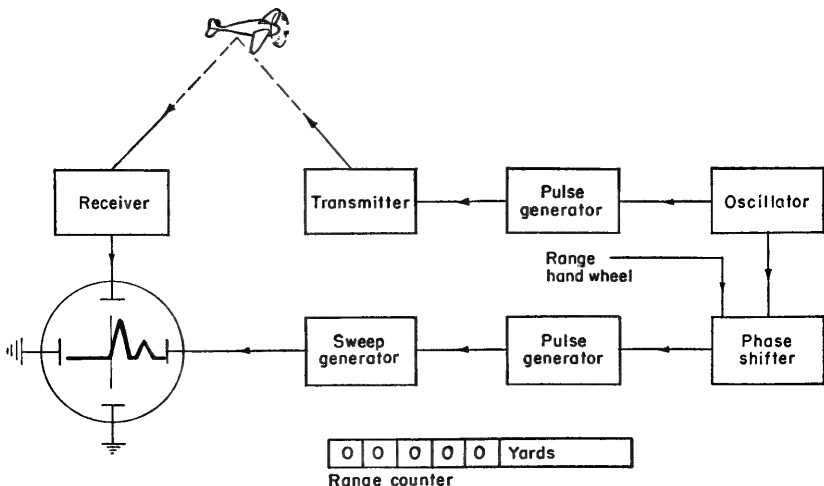 Receiver
Transmitter
Pulse
generator
Oscillator
Range
hand wheel
Sweep
generator
Pulse
generator
Phase
shifter
0 0 0 0 0 Yards
Range counter